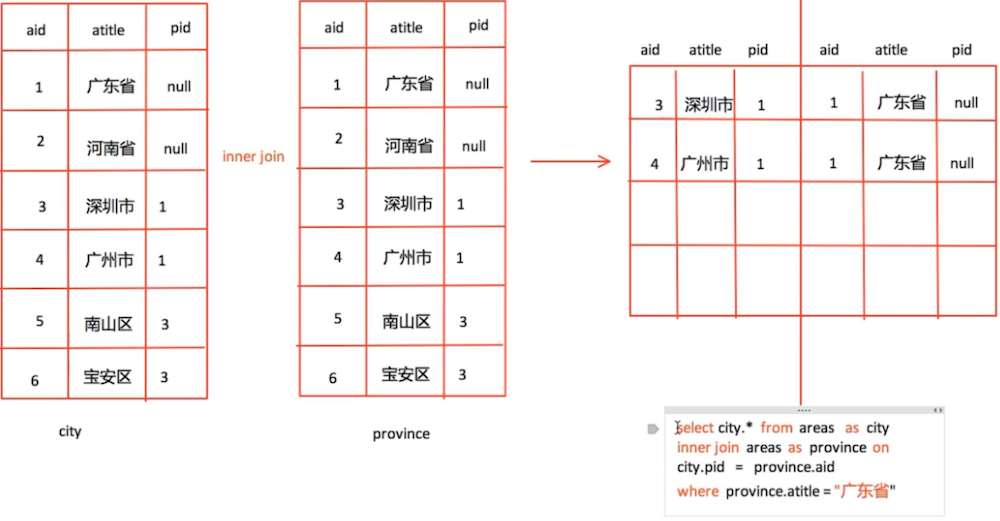 aid atitle pid
1 广东省 null
2 河南省 null
3 深圳市 1
4 广州市 1
5 南山区 3
6 宝安区 3
city
inner join
aid atitle pid
1 广东省 null
2 河南省 null
3 深圳市 1
4 广州市 1
5 南山区 3
6 宝安区 3
province
aid atitle pid aid atitle pid
3 深圳市 1 1 广东省 null
4 广州市 1 1 广东省 null
select city.* from areas as city
inner join areas as province on
city.pid = province.aid
where province.atitle = "广东省"